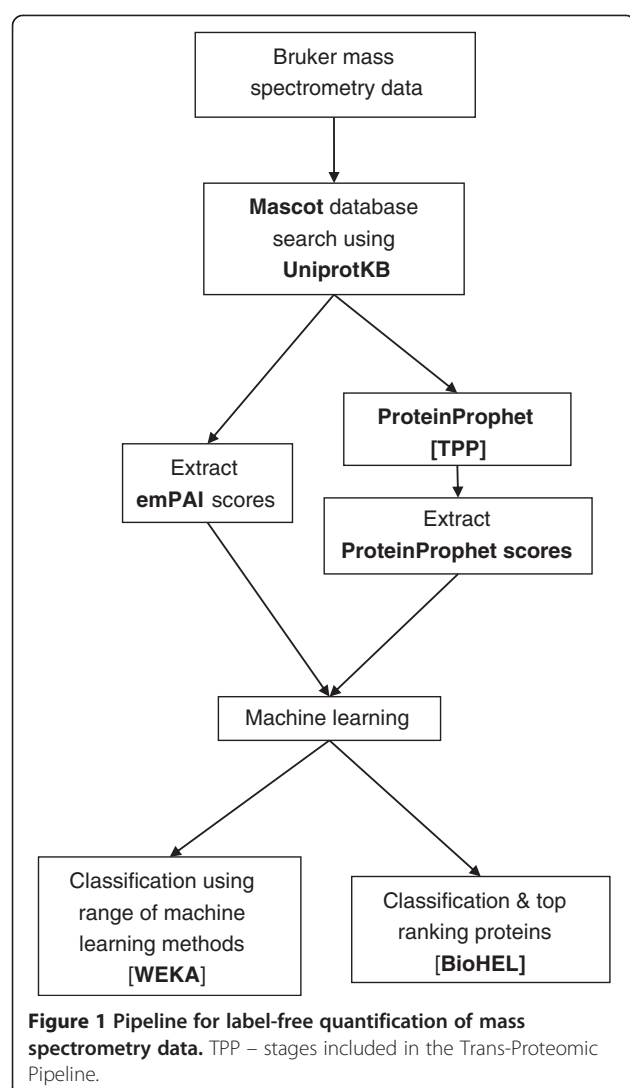 Bruker mass
spectrometry data
Mascot database
search using
UniprotKB
ProteinProphet
[TPP]
Extract
emPAI scores
Extract
ProteinProphet scores
Machine learning
Classification using
range of machine
learning methods
[WEKA]
Classification & top
ranking proteins
[BioHEL]
Figure 1 Pipeline for label-free quantification of mass
spectrometry data. TPP – stages included in the Trans-Proteomic
Pipeline.